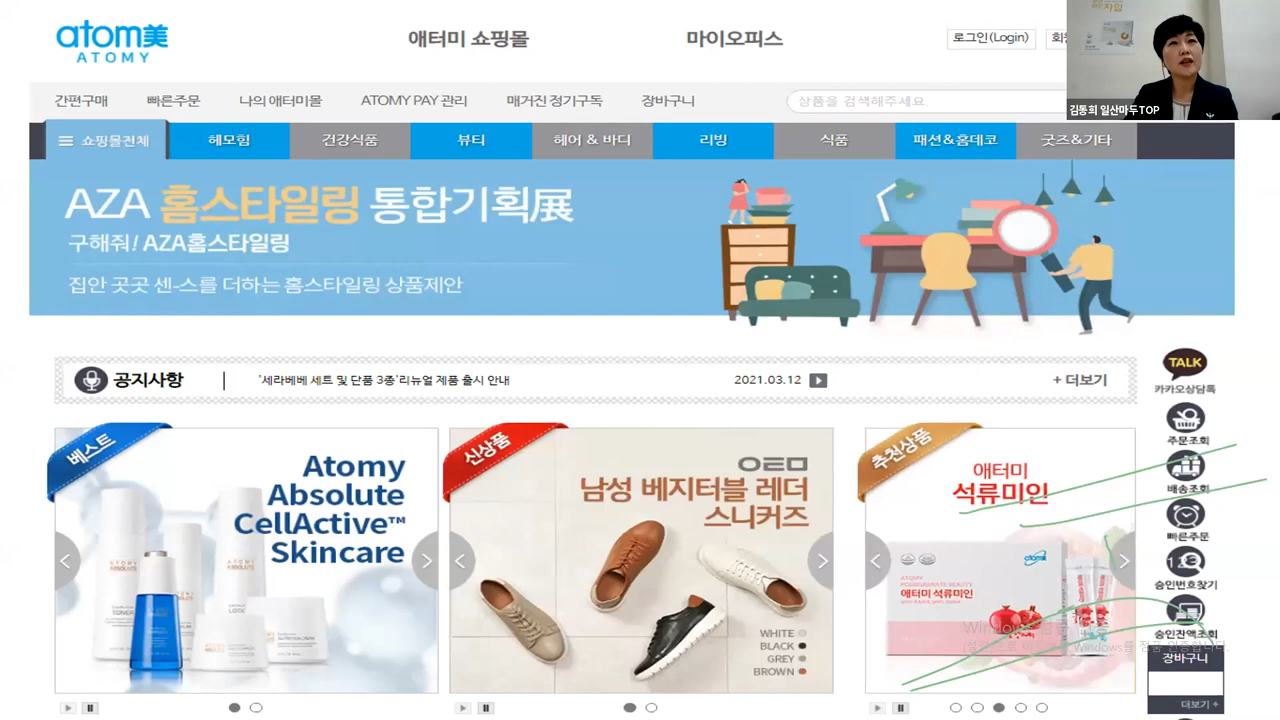 atom美
ATOMY
애터미 쇼핑몰
마이오피스
로그인(Login)
김동희 일산마두TOP
간편구매
빠른주문
나의 애터미몰
ATOMY PAY 관리
매거진 정기구독
장바구니
상품을 검색해주세요.
쇼핑몰전체
헤모힘
건강식품
뷰티
헤어 & 바디
리빙
식품
패션&홈데코
굿즈&기타
AZA 홈스타일링 통합기획展
구해줘! AZA홈스타일링
집안 곳곳 센-스를 더하는 홈스타일링 상품제안
공지사항
'세라베베 세트 및 단품 3종'리뉴얼 제품 출시 안내
2021.03.12
+ 더보기
TALK
카카오상담톡
주문조회
배송조회
빠른주문
승인번호찾기
승인잔액조회
장바구니
더보기 +
베스트
Atomy
Absolute
CellActive™
Skincare
신상품
남성 베지터블 레더
스니커즈
WHITE
BLACK
GREY
BROWN
추천상품
애터미
석류미인
애터미 석류미인